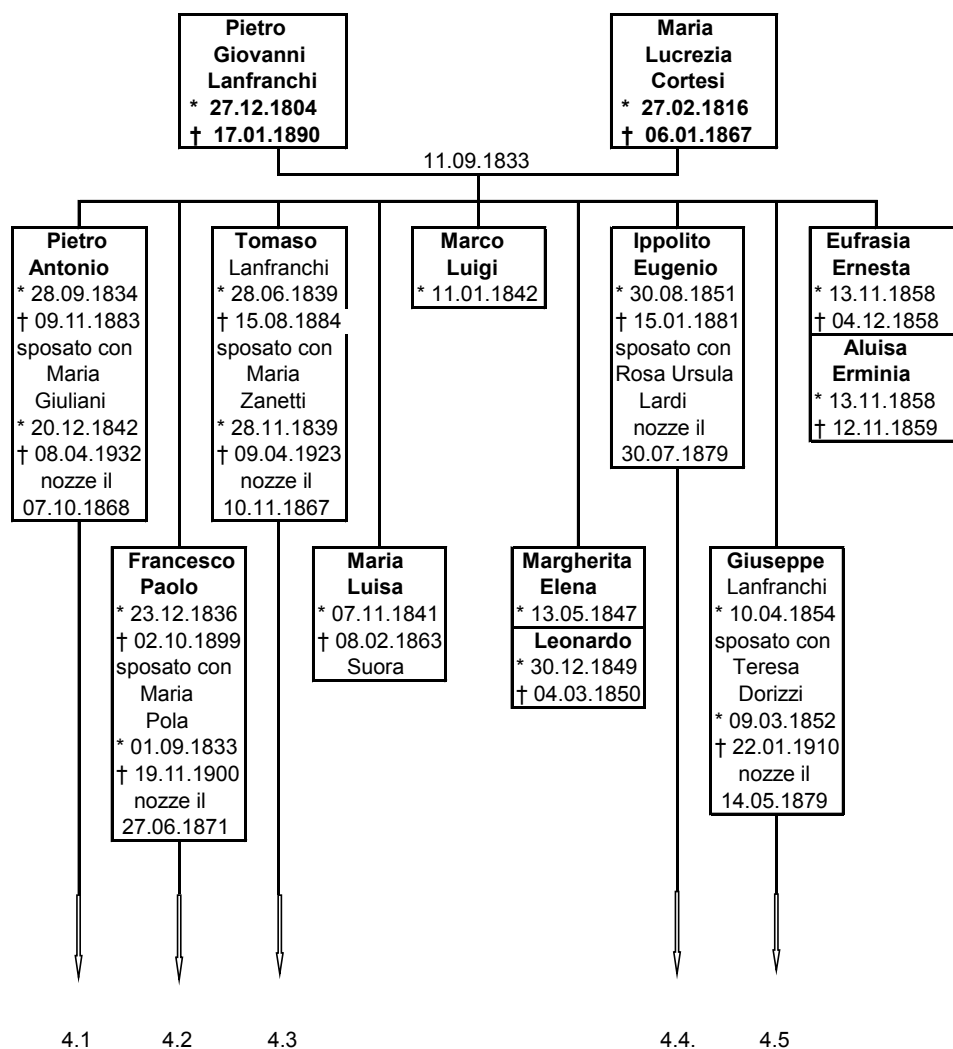 Pietro
Giovanni
Lanfranchi
* 27.12.1804
† 17.01.1890
Maria
Lucrezia
Cortesi
* 27.02.1816
† 06.01.1867
11.09.1833
Pietro
Antonio
* 28.09.1834
† 09.11.1883
sposato con
Maria
Giuliani
* 20.12.1842
† 08.04.1932
nozze il
07.10.1868
Tomaso
Lanfranchi
* 28.06.1839
† 15.08.1884
sposato con
Maria
Zanetti
* 28.11.1839
† 09.04.1923
nozze il
10.11.1867
Marco
Luigi
* 11.01.1842
Ippolito
Eugenio
* 30.08.1851
† 15.01.1881
sposato con
Rosa Ursula
Lardi
nozze il
30.07.1879
Eufrasia
Ernesta
* 13.11.1858
† 04.12.1858
Aluisa
Erminia
* 13.11.1858
† 12.11.1859
Francesco
Paolo
* 23.12.1836
† 02.10.1899
sposato con
Maria
Pola
* 01.09.1833
† 19.11.1900
nozze il
27.06.1871
Maria
Luisa
* 07.11.1841
† 08.02.1863
Suora
Margherita
Elena
* 13.05.1847
Leonardo
* 30.12.1849
† 04.03.1850
Giuseppe
Lanfranchi
* 10.04.1854
sposato con
Teresa
Dorizzi
* 09.03.1852
† 22.01.1910
nozze il
14.05.1879
4.1
4.2
4.3
4.4.
4.5